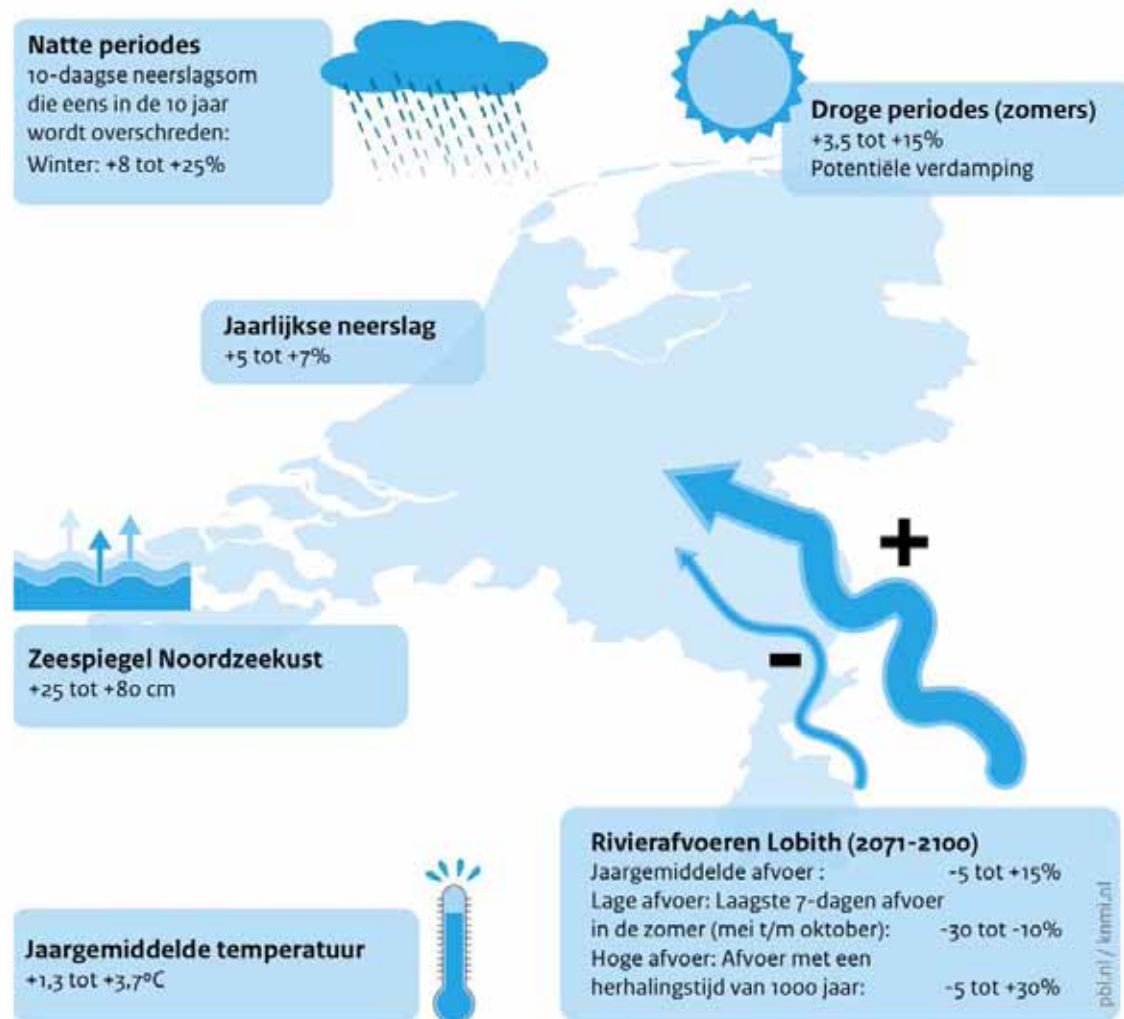 Natte periodes
10-daagse neerslagsom
die eens in de 10 jaar
wordt overschreden:
Winter: +8 tot +25%
Droge periodes (zomers)
+3,5 tot +15%
Potentiële verdamping
Jaarlijkse neerslag
+5 tot +7%
+
-
Zeespiegel Noordzeekust
+25 tot +80 cm
Jaargemiddelde temperatuur
+1,3 tot +3,7ºC
Rivierafvoeren Lobith (2071-2100)
Jaargemiddelde afvoer : -5 tot +15%
Lage afvoer: Laagste 7-dagen afvoer
in de zomer (mei t/m oktober): -30 tot -10%
Hoge afvoer: Afvoer met een
herhalingstijd van 1000 jaar: -5 tot +30%
pbl.nl / knmi.nl